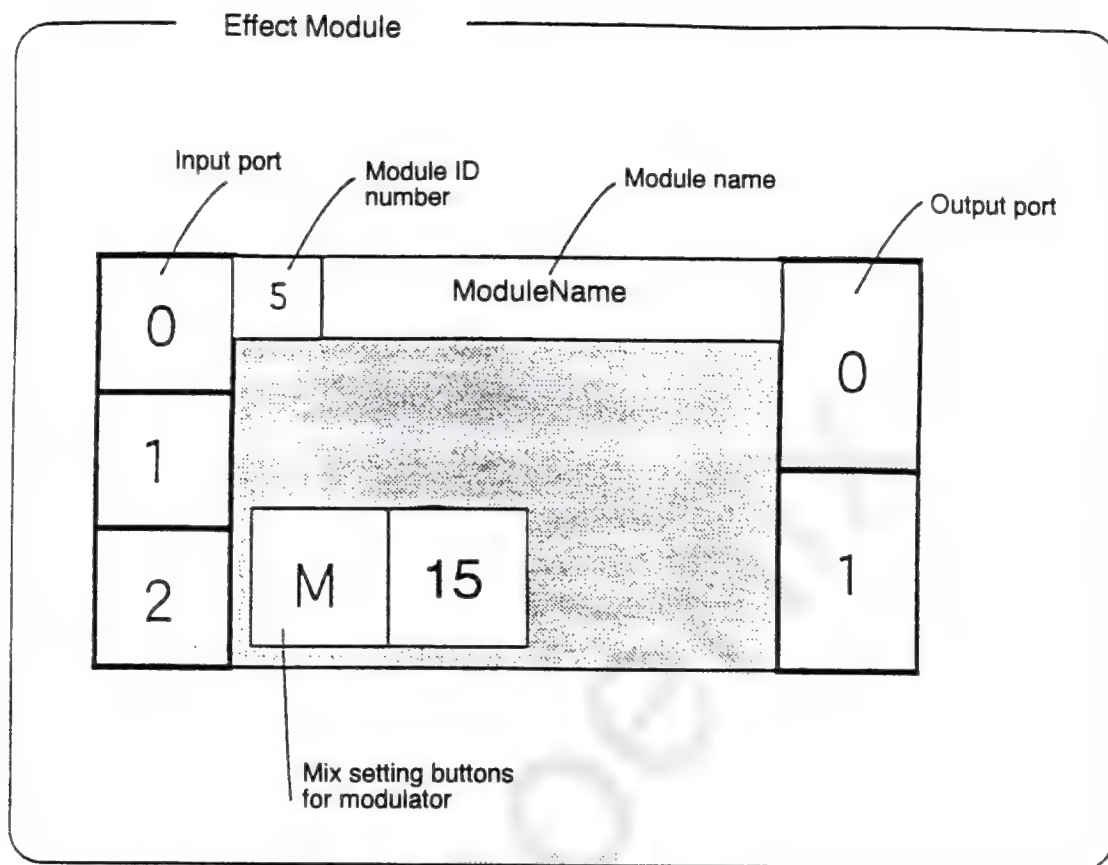 Effect Module
Input port
Module ID
number
Module name
Output port
0
5
ModuleName
0
1
2
M
15
1
Mix setting buttons
for modulator